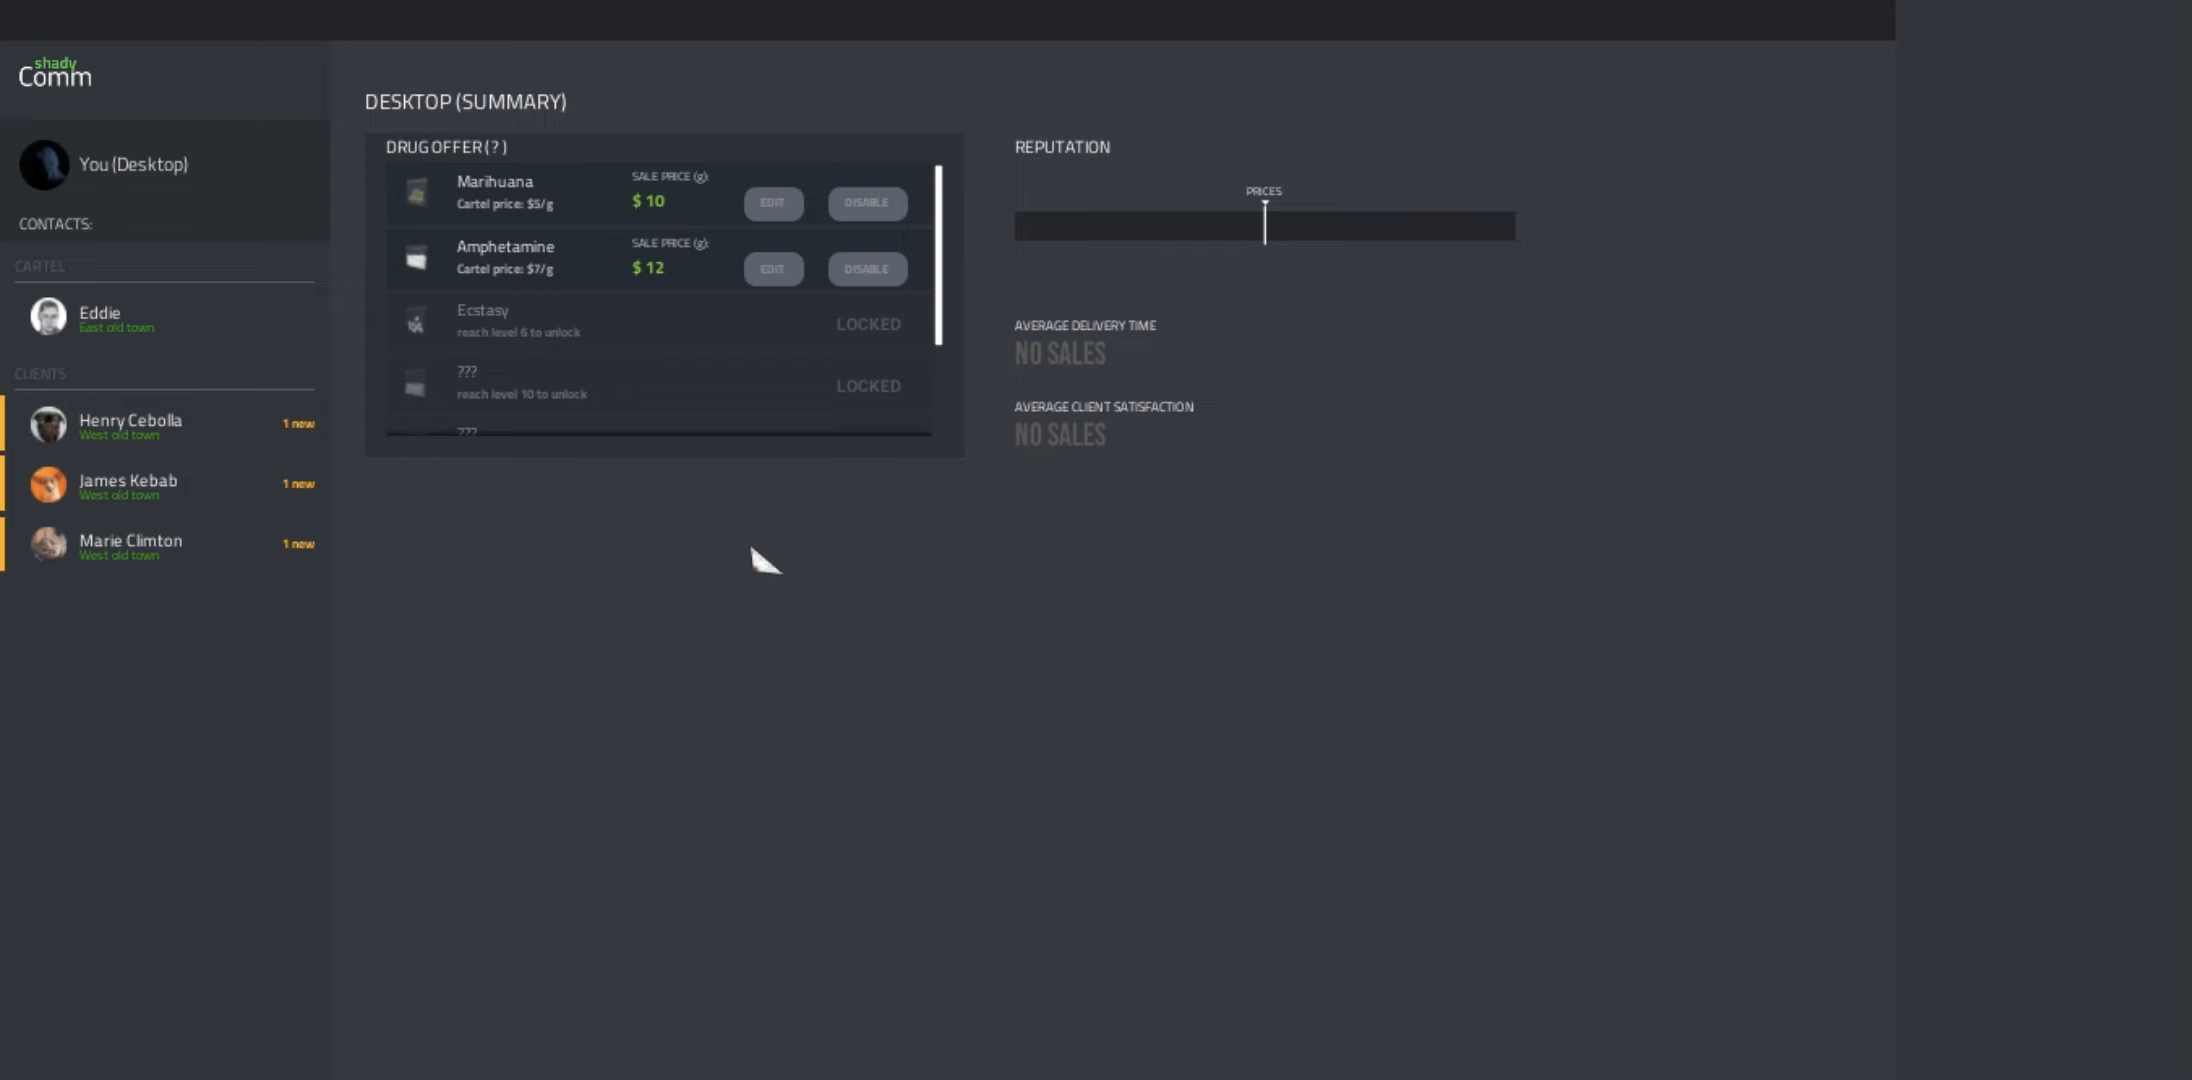 shady
Comm
You (Desktop)
CONTACTS:
CARTEL
Eddie
East old town
CLIENTS
Henry Cebolla
West old town
1 new
James Kebab
West old town
1 new
Marie Climton
West old town
1 new
DESKTOP (SUMMARY)
DRUG OFFER ( ? )
Marihuana
Cartel price: $5/g
SALE PRICE (g):
$ 10
EDIT
DISABLE
Amphetamine
Cartel price: $7/g
SALE PRICE (g):
$ 12
EDIT
DISABLE
Ecstasy
reach level 6 to unlock
LOCKED
???
reach level 10 to unlock
LOCKED
???
REPUTATION
PRICES
AVERAGE DELIVERY TIME
NO SALES
AVERAGE CLIENT SATISFACTION
NO SALES